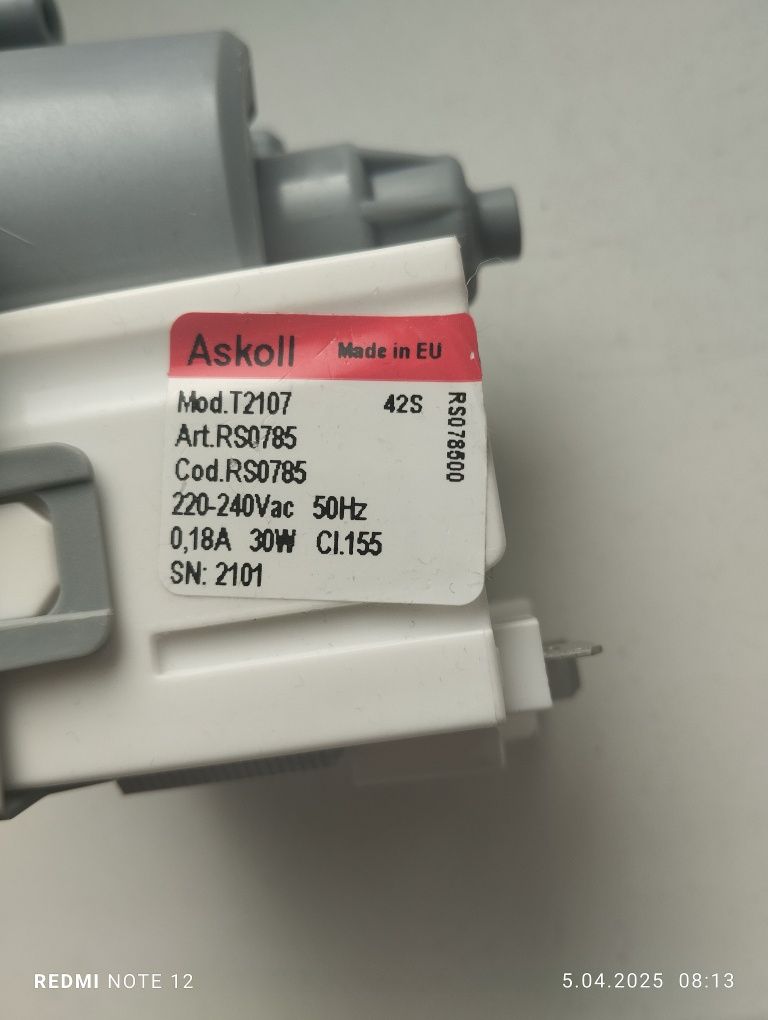 Askoll Made in EU
Mod.T2107 42S
Art.RS0785
Cod.RS0785
220-240Vac 50Hz
0,18A 30W Cl.155
SN: 2101
RS078500
REDMI NOTE 12
5.04.2025 08:13